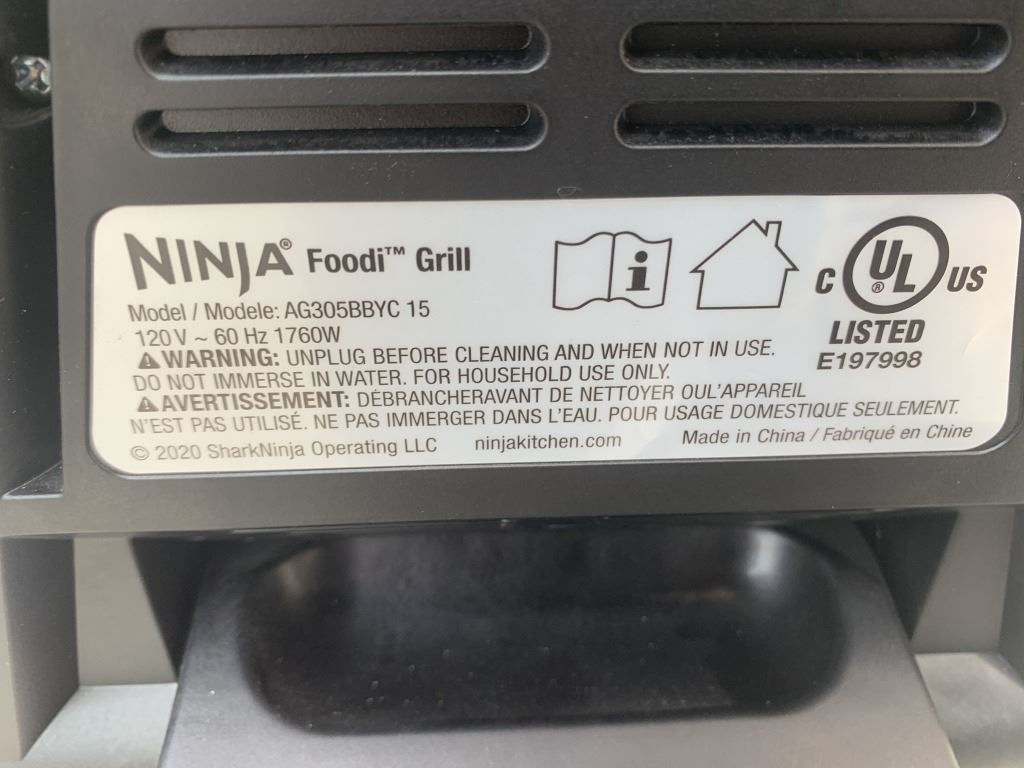 NINJA® Foodi™ Grill
Model / Modele: AG305BBYC 15
120 V ~ 60 Hz 1760W
⚠WARNING: UNPLUG BEFORE CLEANING AND WHEN NOT IN USE.
DO NOT IMMERSE IN WATER. FOR HOUSEHOLD USE ONLY.
⚠AVERTISSEMENT: DÉBRANCHERAVANT DE NETTOYER OUL'APPAREIL
N'EST PAS UTILISÉ. NE PAS IMMERGER DANS L'EAU. POUR USAGE DOMESTIQUE SEULEMENT.
© 2020 SharkNinja Operating LLC ninjakitchen.com Made in China / Fabriqué en Chine
i
C UL® US
LISTED
E197998